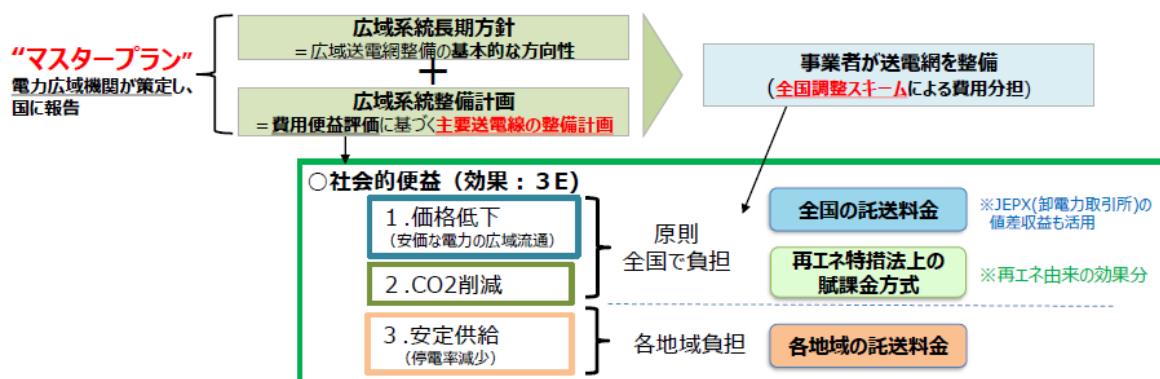 “マスタープラン”
電力広域機関が策定し、
国に報告
広域系統長期方針
＝広域送電網整備の基本的な方向性
＋
広域系統整備計画
＝費用便益評価に基づく主要送電線の整備計画
事業者が送電網を整備
(全国調整スキームによる費用分担)
○社会的便益（効果：３E）
１.価格低下
（安価な電力の広域流通）
２.CO2削減
３.安定供給
（停電率減少）
原則
全国で負担
各地域負担
全国の託送料金
※JEPX(卸電力取引所)の
値差収益も活用
再エネ特措法上の
賦課金方式
※再エネ由来の効果分
各地域の託送料金